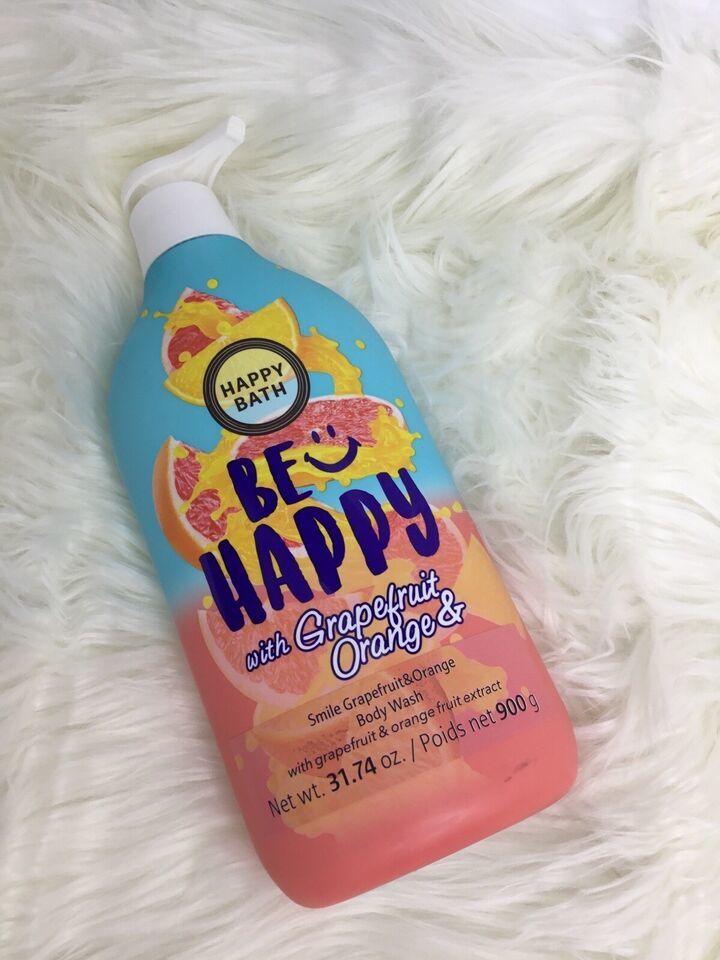 HAPPY
BATH
BE
HAPPY
with Grapefruit
Orange &
Smile Grapefruit&Orange
Body Wash
with grapefruit & orange fruit extract
Net wt. 31.74 oz. / Poids net 900 g